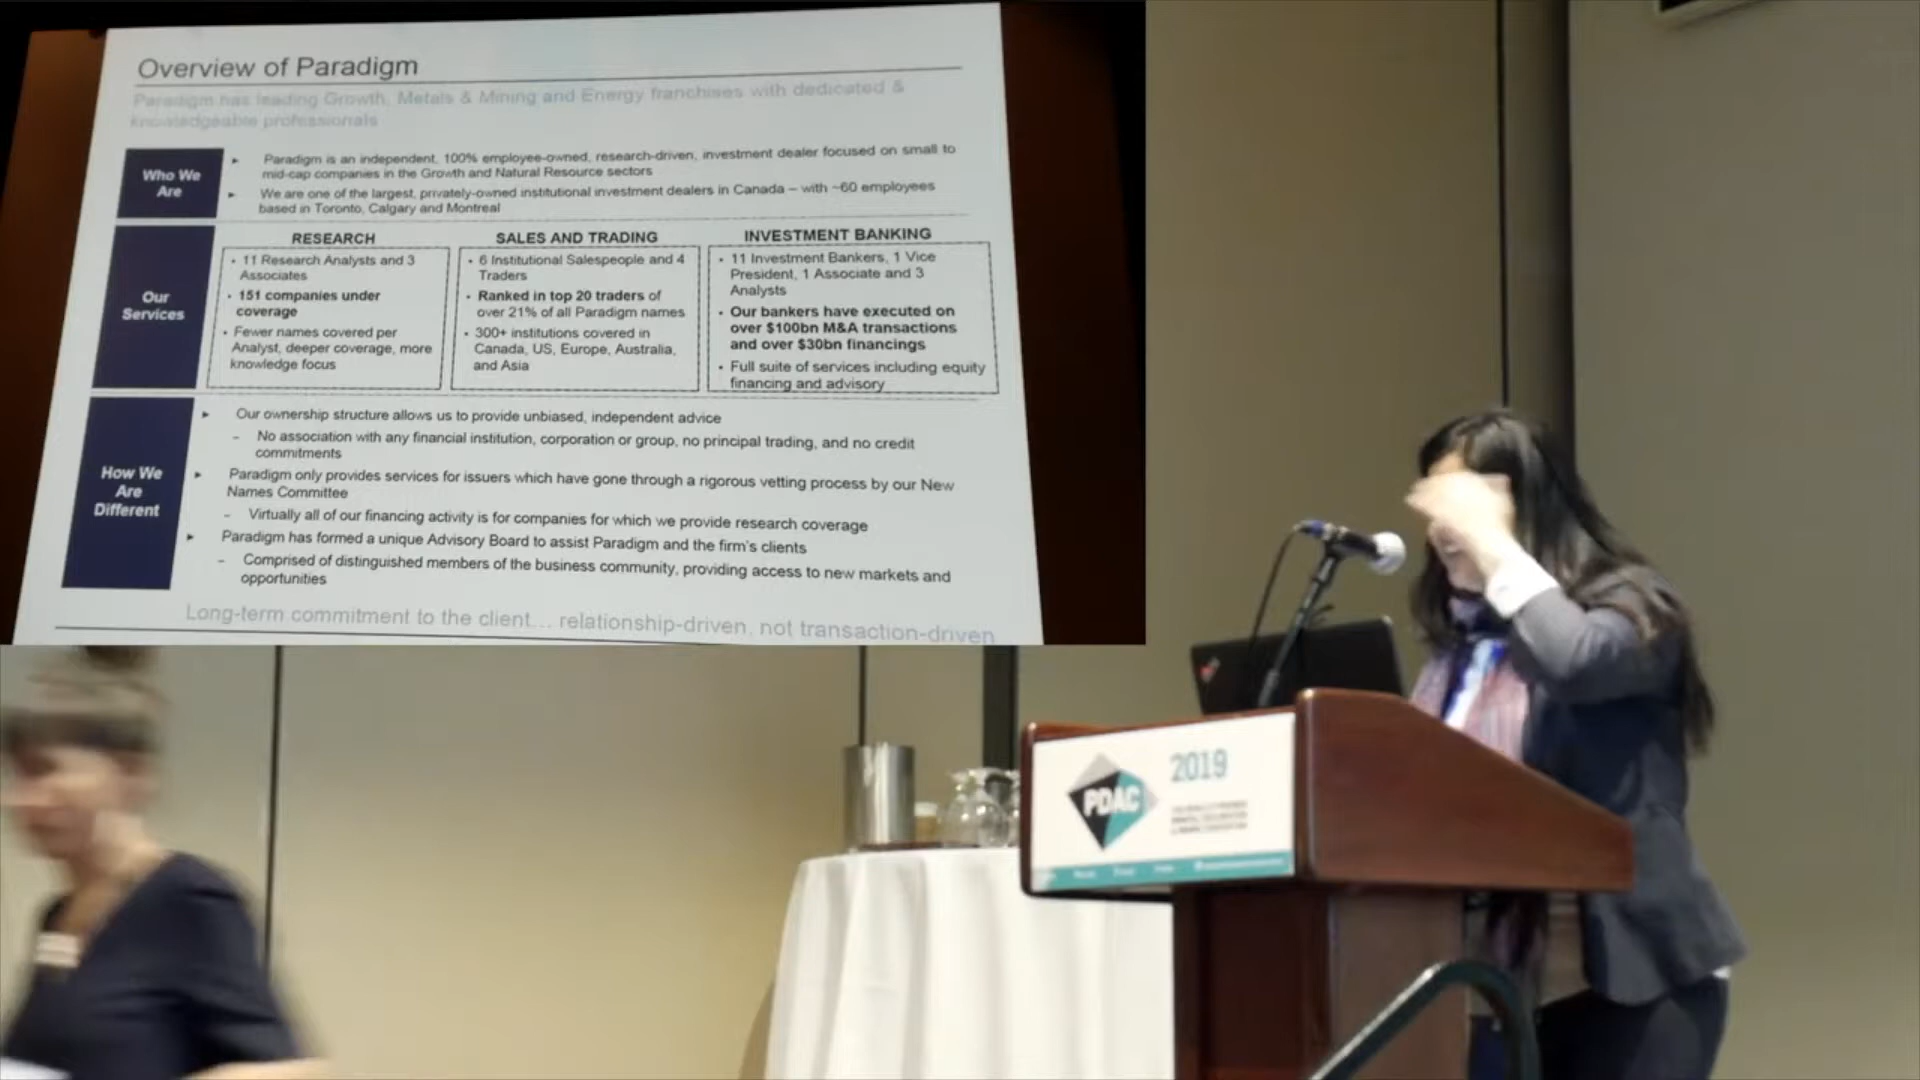 Overview of Paradigm
Paradigm has leading Growth, Metals & Mining and Energy franchises with dedicated &
knowledgeable professionals
Who We
Are
► Paradigm is an independent, 100% employee-owned, research-driven, investment dealer focused on small to
mid-cap companies in the Growth and Natural Resource sectors
► We are one of the largest, privately-owned institutional investment dealers in Canada – with ~60 employees
based in Toronto, Calgary and Montreal
Our
Services
RESEARCH
• 11 Research Analysts and 3
Associates
• 151 companies under
coverage
• Fewer names covered per
Analyst, deeper coverage, more
knowledge focus
SALES AND TRADING
• 6 Institutional Salespeople and 4
Traders
• Ranked in top 20 traders of
over 21% of all Paradigm names
• 300+ institutions covered in
Canada, US, Europe, Australia,
and Asia
INVESTMENT BANKING
• 11 Investment Bankers, 1 Vice
President, 1 Associate and 3
Analysts
• Our bankers have executed on
over $100bn M&A transactions
and over $30bn financings
• Full suite of services including equity
financing and advisory
How We
Are
Different
► Our ownership structure allows us to provide unbiased, independent advice
– No association with any financial institution, corporation or group, no principal trading, and no credit
commitments
► Paradigm only provides services for issuers which have gone through a rigorous vetting process by our New
Names Committee
– Virtually all of our financing activity is for companies for which we provide research coverage
► Paradigm has formed a unique Advisory Board to assist Paradigm and the firm's clients
– Comprised of distinguished members of the business community, providing access to new markets and
opportunities
Long-term commitment to the client... relationship-driven, not transaction-driven
2019
PDAC